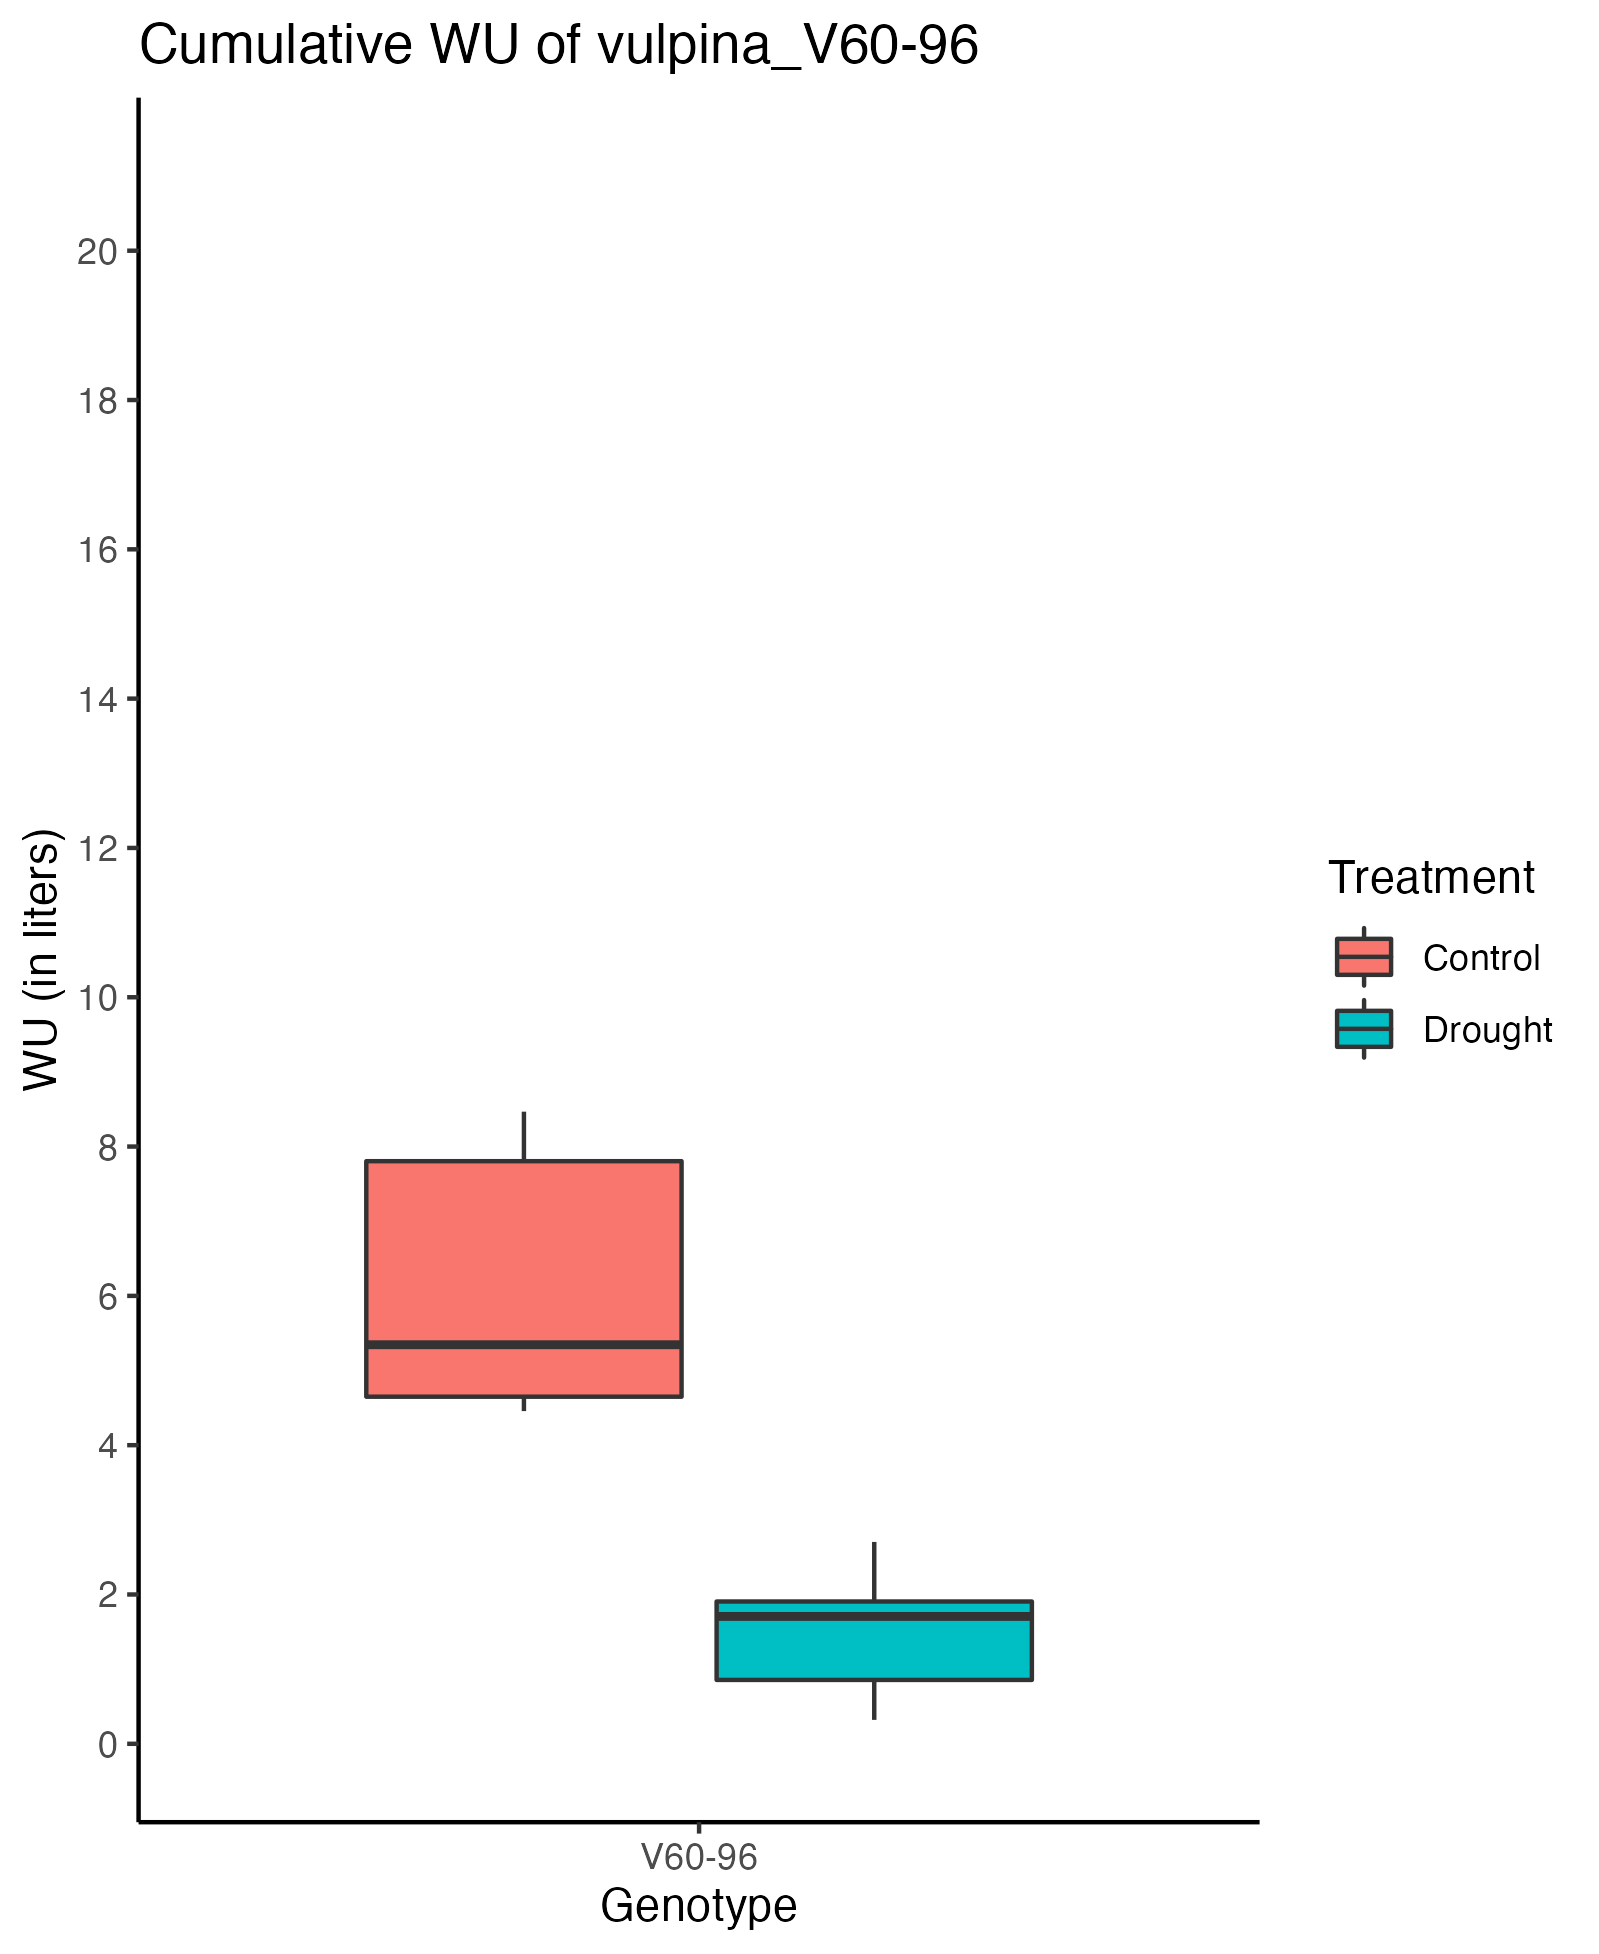 Cumulative WU of vulpina_V60-96
20
18
16
14
12
10
8
6
4
2
0
WU (in liters)
V60-96
Genotype
Treatment
Control
Drought